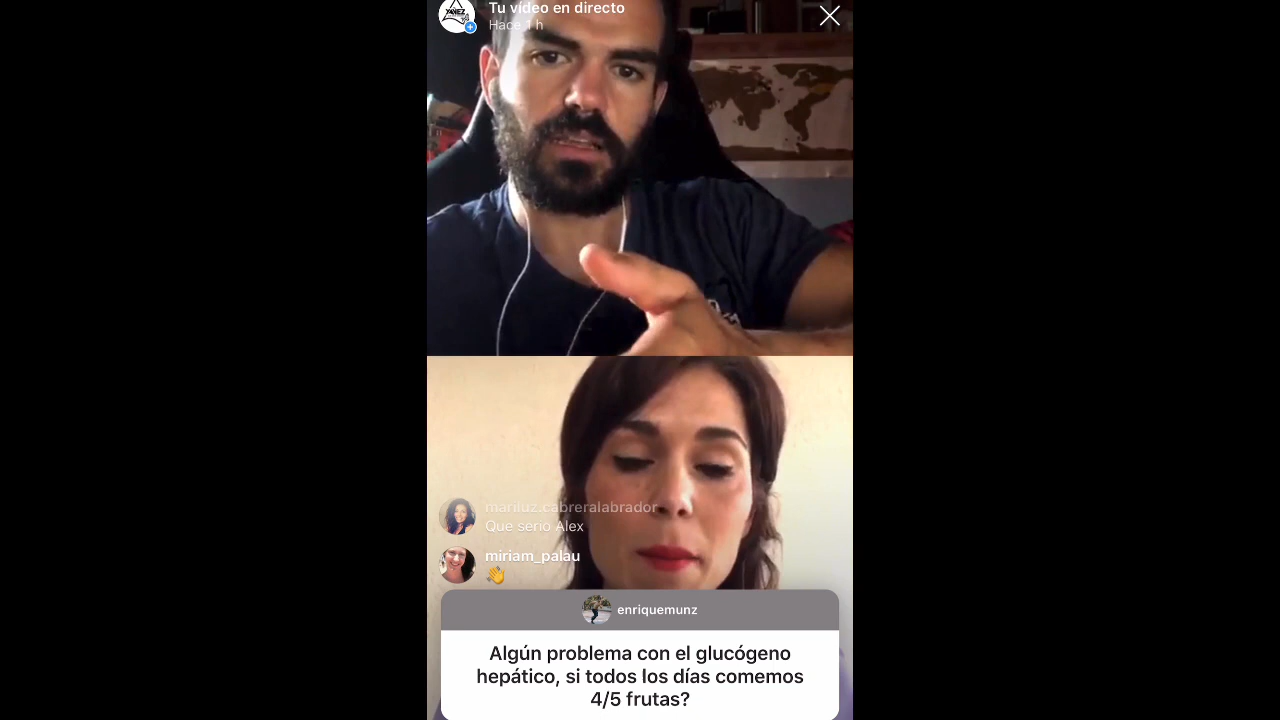 YAÑEZ
Tu vídeo en directo
Hace 1 h
mariluz.cabreralabrador
Que serio Alex
miriam_palau
👋
enriquemunz
Algún problema con el glucógeno
hepático, si todos los días comemos
4/5 frutas?